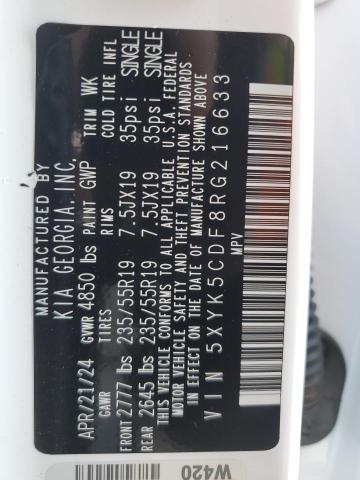 MANUFACTURED BY
KIA GEORGIA INC.
APR/21/24 GVWR 4850 lbs PAINT GWP TRIM WK
GAWR TIRES RIMS COLD TIRE INFL
FRONT 2777 lbs 235/55R19 7.5JX19 35psi SINGLE
REAR 2645 lbs 235/55R19 7.5JX19 35psi SINGLE
THIS VEHICLE CONFORMS TO ALL APPLICABLE U.S.A. FEDERAL
MOTOR VEHICLE SAFETY AND THEFT PREVENTION STANDARDS
IN EFFECT ON THE DATE OF MANUFACTURE SHOWN ABOVE
VIN 5XYK5CDF8RG216633
MPV
W420